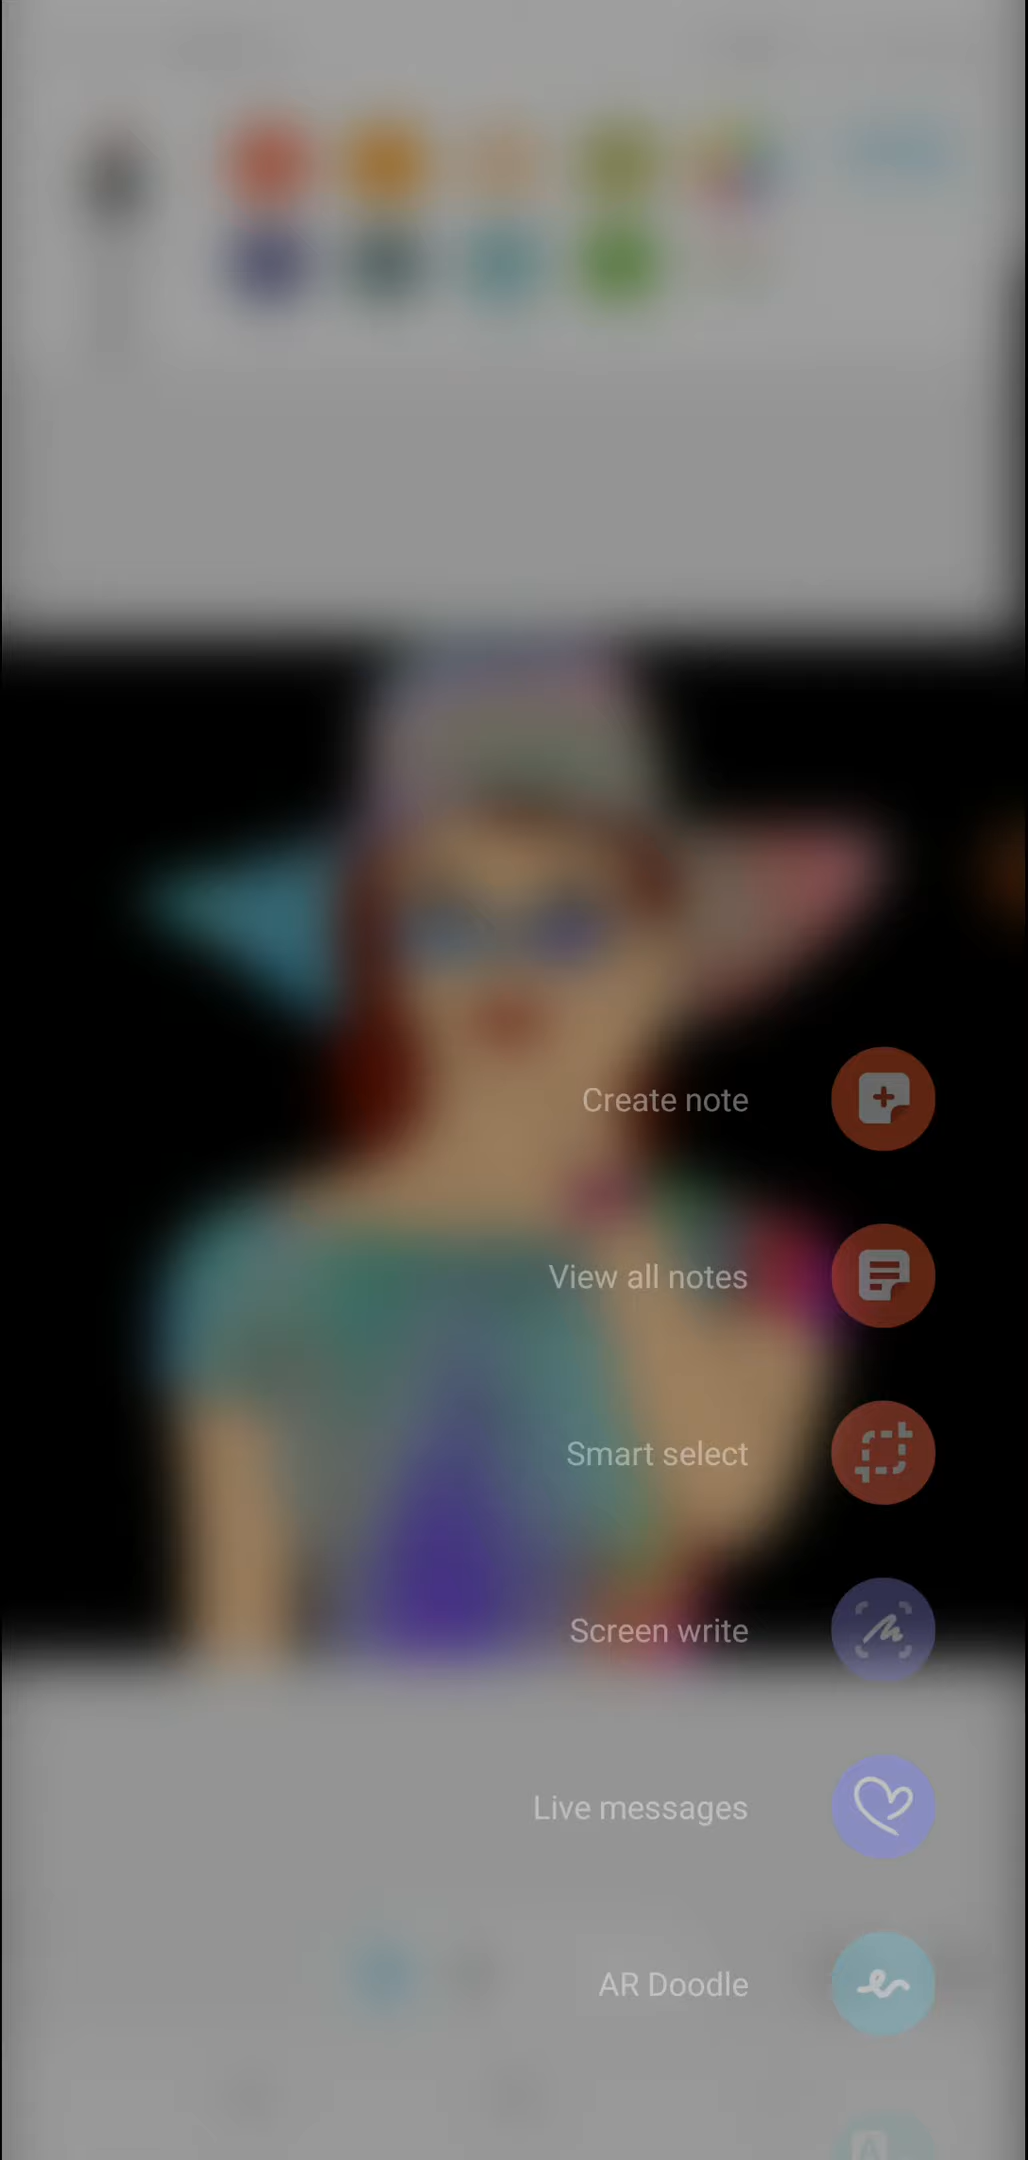 Create note
View all notes
Smart select
Screen write
Live messages
AR Doodle